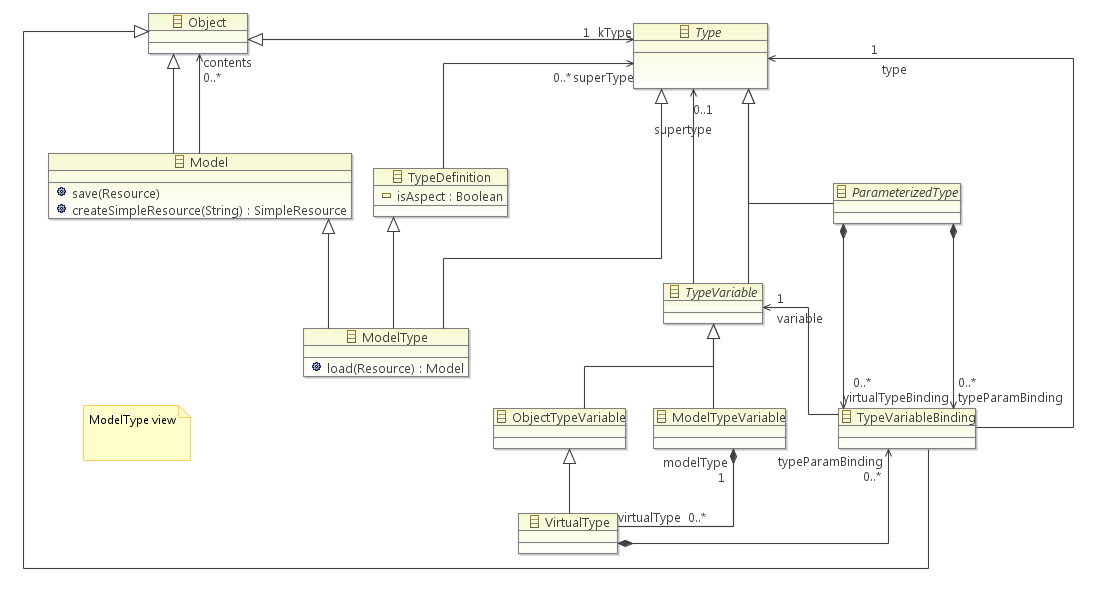 Object
1 kType
Type
contents
0..*
0..* superType
1
type
0..1
supertype
Model
save(Resource)
createSimpleResource(String) : SimpleResource
TypeDefinition
isAspect : Boolean
ParameterizedType
TypeVariable
1
variable
ModelType
load(Resource) : Model
0..*
virtualTypeBinding
0..*
typeParamBinding
ModelType view
ObjectTypeVariable
ModelTypeVariable
TypeVariableBinding
modelType
1
typeParamBinding
0..*
VirtualType
virtualType 0..*